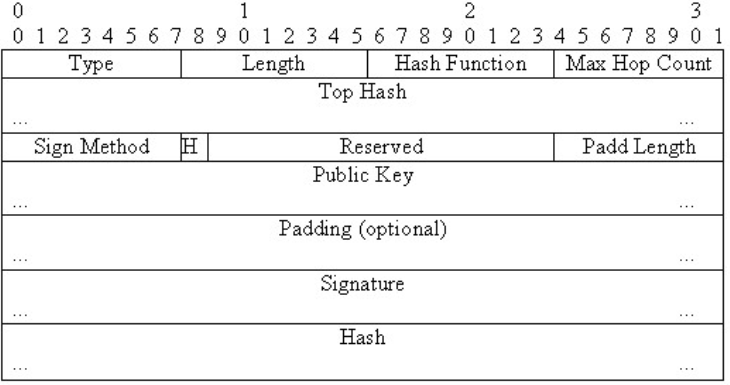 0 1 2 3
0 1 2 3 4 5 6 7 8 9 0 1 2 3 4 5 6 7 8 9 0 1 2 3 4 5 6 7 8 9 0 1
Type Length Hash Function Max Hop Count
Top Hash
... ...
Sign Method H Reserved Padd Length
Public Key
... ...
Padding (optional)
... ...
Signature
... ...
Hash
... ...